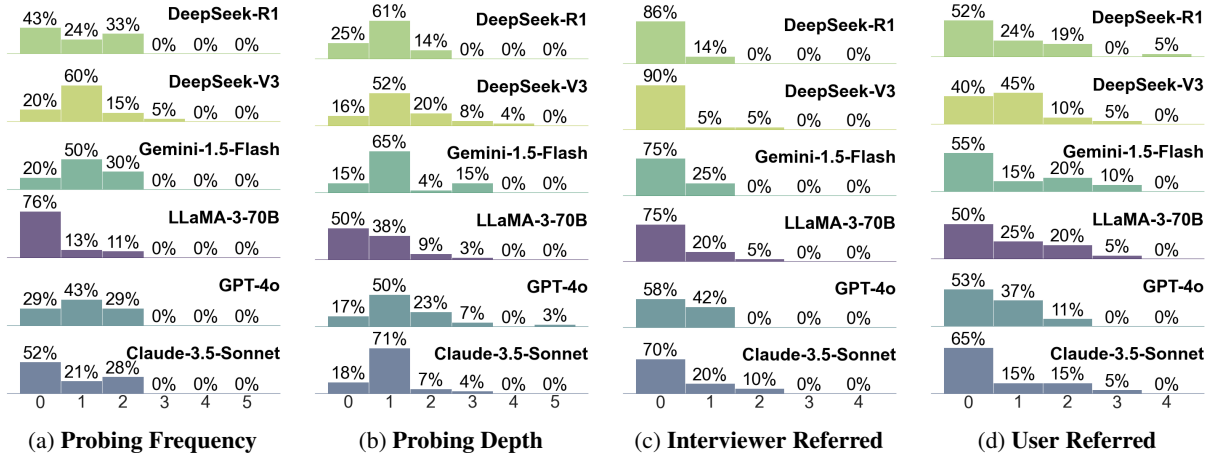 43% 24% 33% 0% 0% 0%
DeepSeek-R1
20% 60% 15% 5% 0% 0%
DeepSeek-V3
20% 50% 30% 0% 0% 0%
Gemini-1.5-Flash
76% 13% 11% 0% 0% 0%
LLaMA-3-70B
29% 43% 29% 0% 0% 0%
GPT-4o
52% 21% 28% 0% 0% 0%
Claude-3.5-Sonnet
0 1 2 3 4 5
(a) Probing Frequency
25% 61% 14% 0% 0% 0%
DeepSeek-R1
16% 52% 20% 8% 4% 0%
DeepSeek-V3
15% 65% 4% 15% 0% 0%
Gemini-1.5-Flash
50% 38% 9% 3% 0% 0%
LLaMA-3-70B
17% 50% 23% 7% 0% 3%
GPT-4o
18% 71% 7% 4% 0% 0%
Claude-3.5-Sonnet
0 1 2 3 4 5
(b) Probing Depth
86% 14% 0% 0% 0%
DeepSeek-R1
90% 5% 5% 0% 0%
DeepSeek-V3
75% 25% 0% 0% 0%
Gemini-1.5-Flash
75% 20% 5% 0% 0%
LLaMA-3-70B
58% 42% 0% 0% 0%
GPT-4o
70% 20% 10% 0% 0%
Claude-3.5-Sonnet
0 1 2 3 4
(c) Interviewer Referred
52% 24% 19% 0% 5%
DeepSeek-R1
40% 45% 10% 5% 0%
DeepSeek-V3
55% 15% 20% 10% 0%
Gemini-1.5-Flash
50% 25% 20% 5% 0%
LLaMA-3-70B
53% 37% 11% 0% 0%
GPT-4o
65% 15% 15% 5% 0%
Claude-3.5-Sonnet
0 1 2 3 4
(d) User Referred